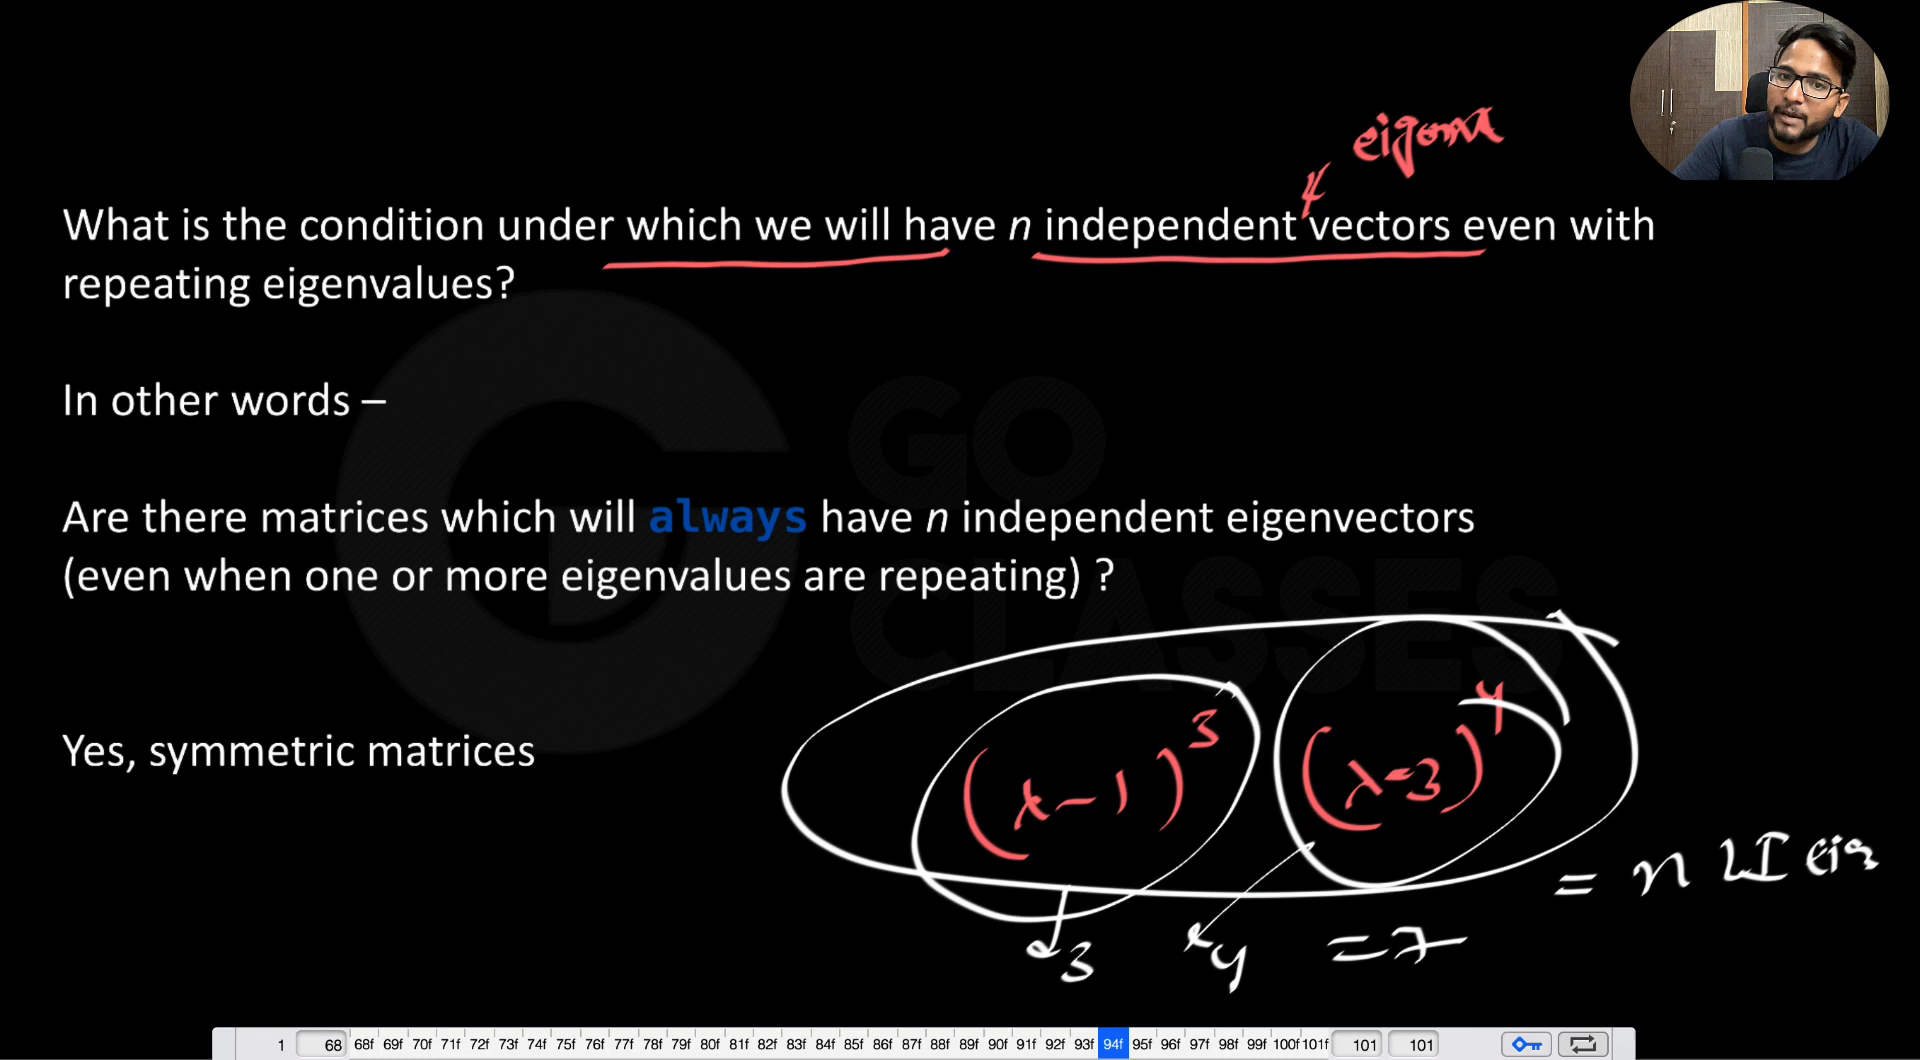 eigen
What is the condition under which we will have n independent vectors even with
repeating eigenvalues?
In other words –
Are there matrices which will always have n independent eigenvectors
(even when one or more eigenvalues are repeating) ?
GO
CLASSES
Yes, symmetric matrices
(λ-1)^3 (λ-3)^4
= n LI eig
3 4 = 7
1 68 68f 69f 70f 71f 72f 73f 74f 75f 76f 77f 78f 79f 80f 81f 82f 83f 84f 85f 86f 87f 88f 89f 90f 91f 92f 93f 94f 95f 96f 97f 98f 99f 100f 101f 101 101